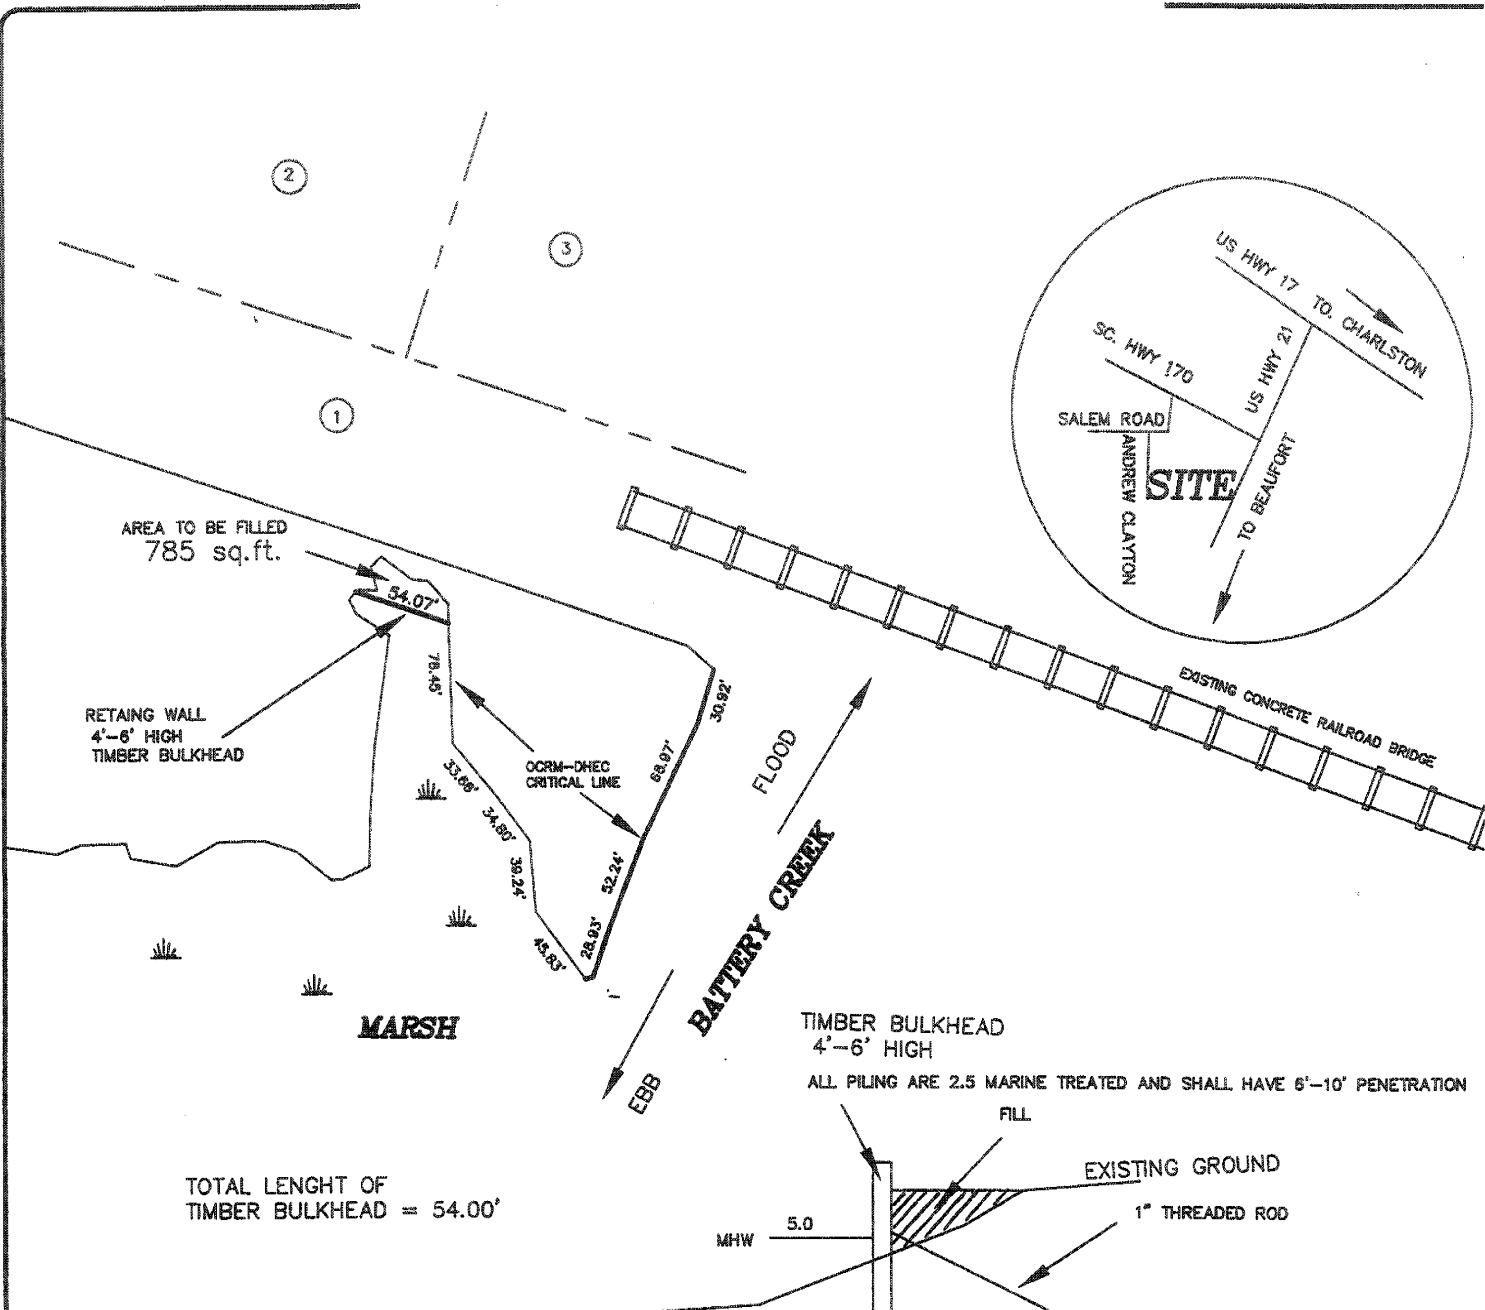 2
3
1
US HWY 17 TO. CHARLSTON
SC. HWY 170
US HWY 21
SALEM ROAD
ANDREW CLAYTON
SITE
TO BEAUFORT
AREA TO BE FILLED
785 sq.ft.
54.07'
78.45'
RETAING WALL
4'-6' HIGH
TIMBER BULKHEAD
OCRM-DHEC
CRITICAL LINE
33.66'
34.80'
39.24'
45.83'
28.93'
52.24'
68.97'
30.92'
FLOOD
EXISTING CONCRETE RAILROAD BRIDGE
BATTERY CREEK
EBB
MARSH
TOTAL LENGHT OF
TIMBER BULKHEAD = 54.00'
TIMBER BULKHEAD
4'-6' HIGH
ALL PILING ARE 2.5 MARINE TREATED AND SHALL HAVE 6'-10' PENETRATION
FILL
EXISTING GROUND
1" THREADED ROD
MHW 5.0